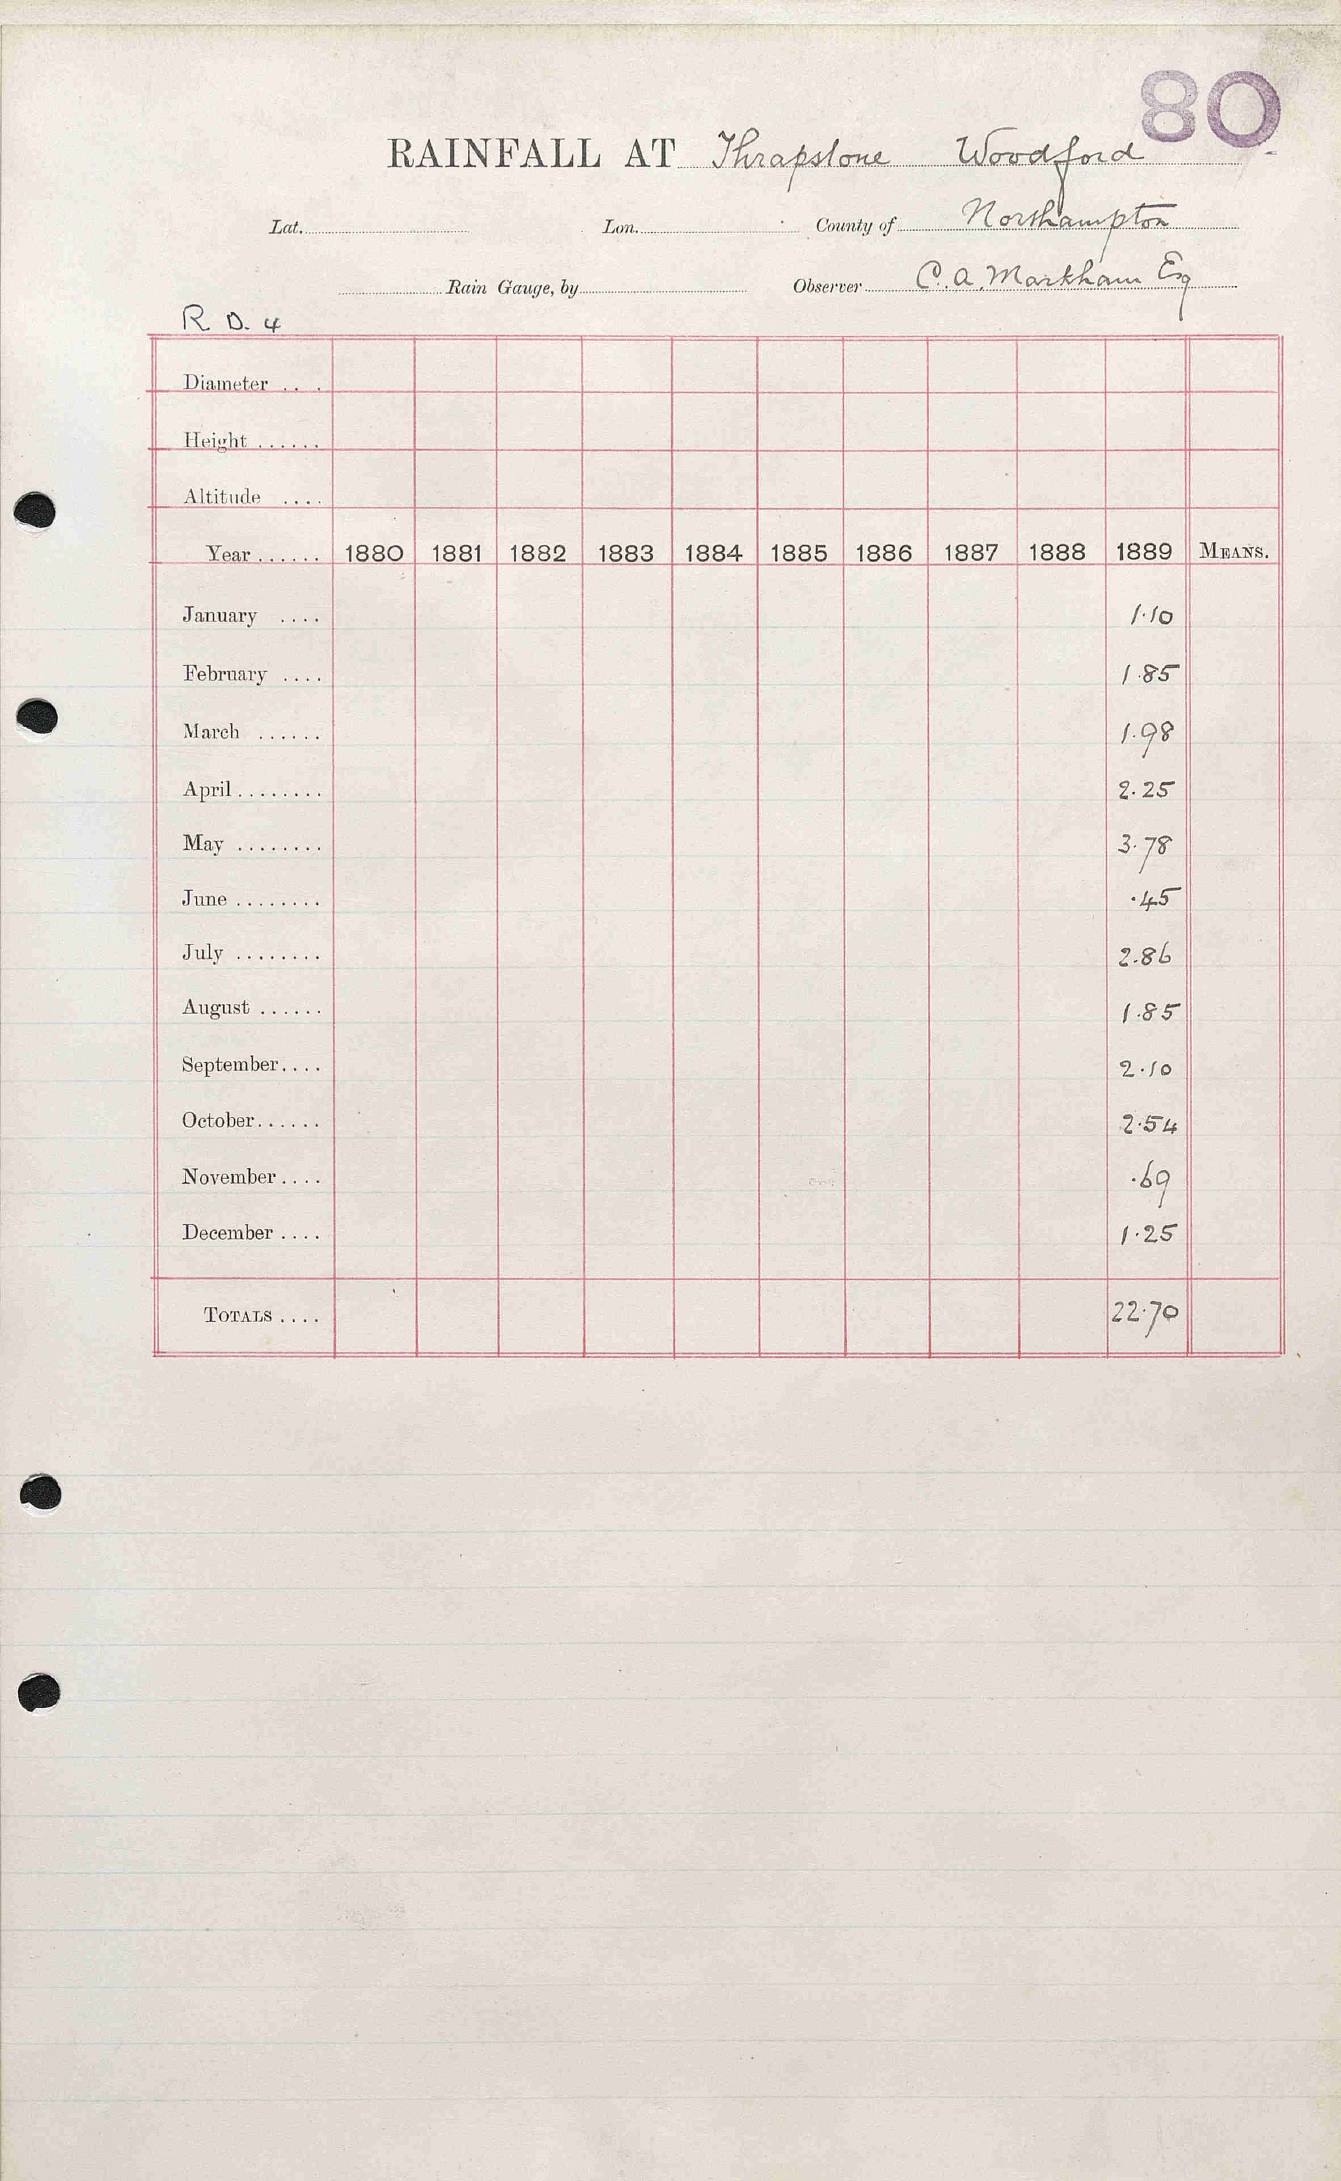 80
RAINFALL AT Thrapstone Woodford
Lat. Lon. County of Northampton
Rain Gauge, by Observer C. A. Markham Esq
R D. 4
Diameter . . .
Height ......
Altitude ....
Year ...... 1880 1881 1882 1883 1884 1885 1886 1887 1888 1889 MEANS.
January .... 1.10
February .... 1.85
March ...... 1.98
April ........ 2.25
May ........ 3.78
June ........ .45
July ........ 2.86
August ...... 1.85
September.... 2.10
October...... 2.54
November.... .69
December.... 1.25
TOTALS .... 22.70